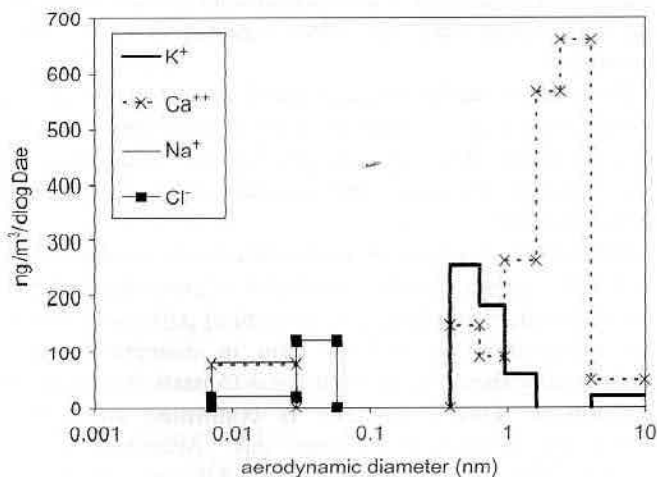 700
600
500
400
300
200
100
0
ng/m³/dlogDae
K⁺
Ca⁺⁺
Na⁺
Cl⁻
0.001 0.01 0.1 1 10
aerodynamic diameter (nm)